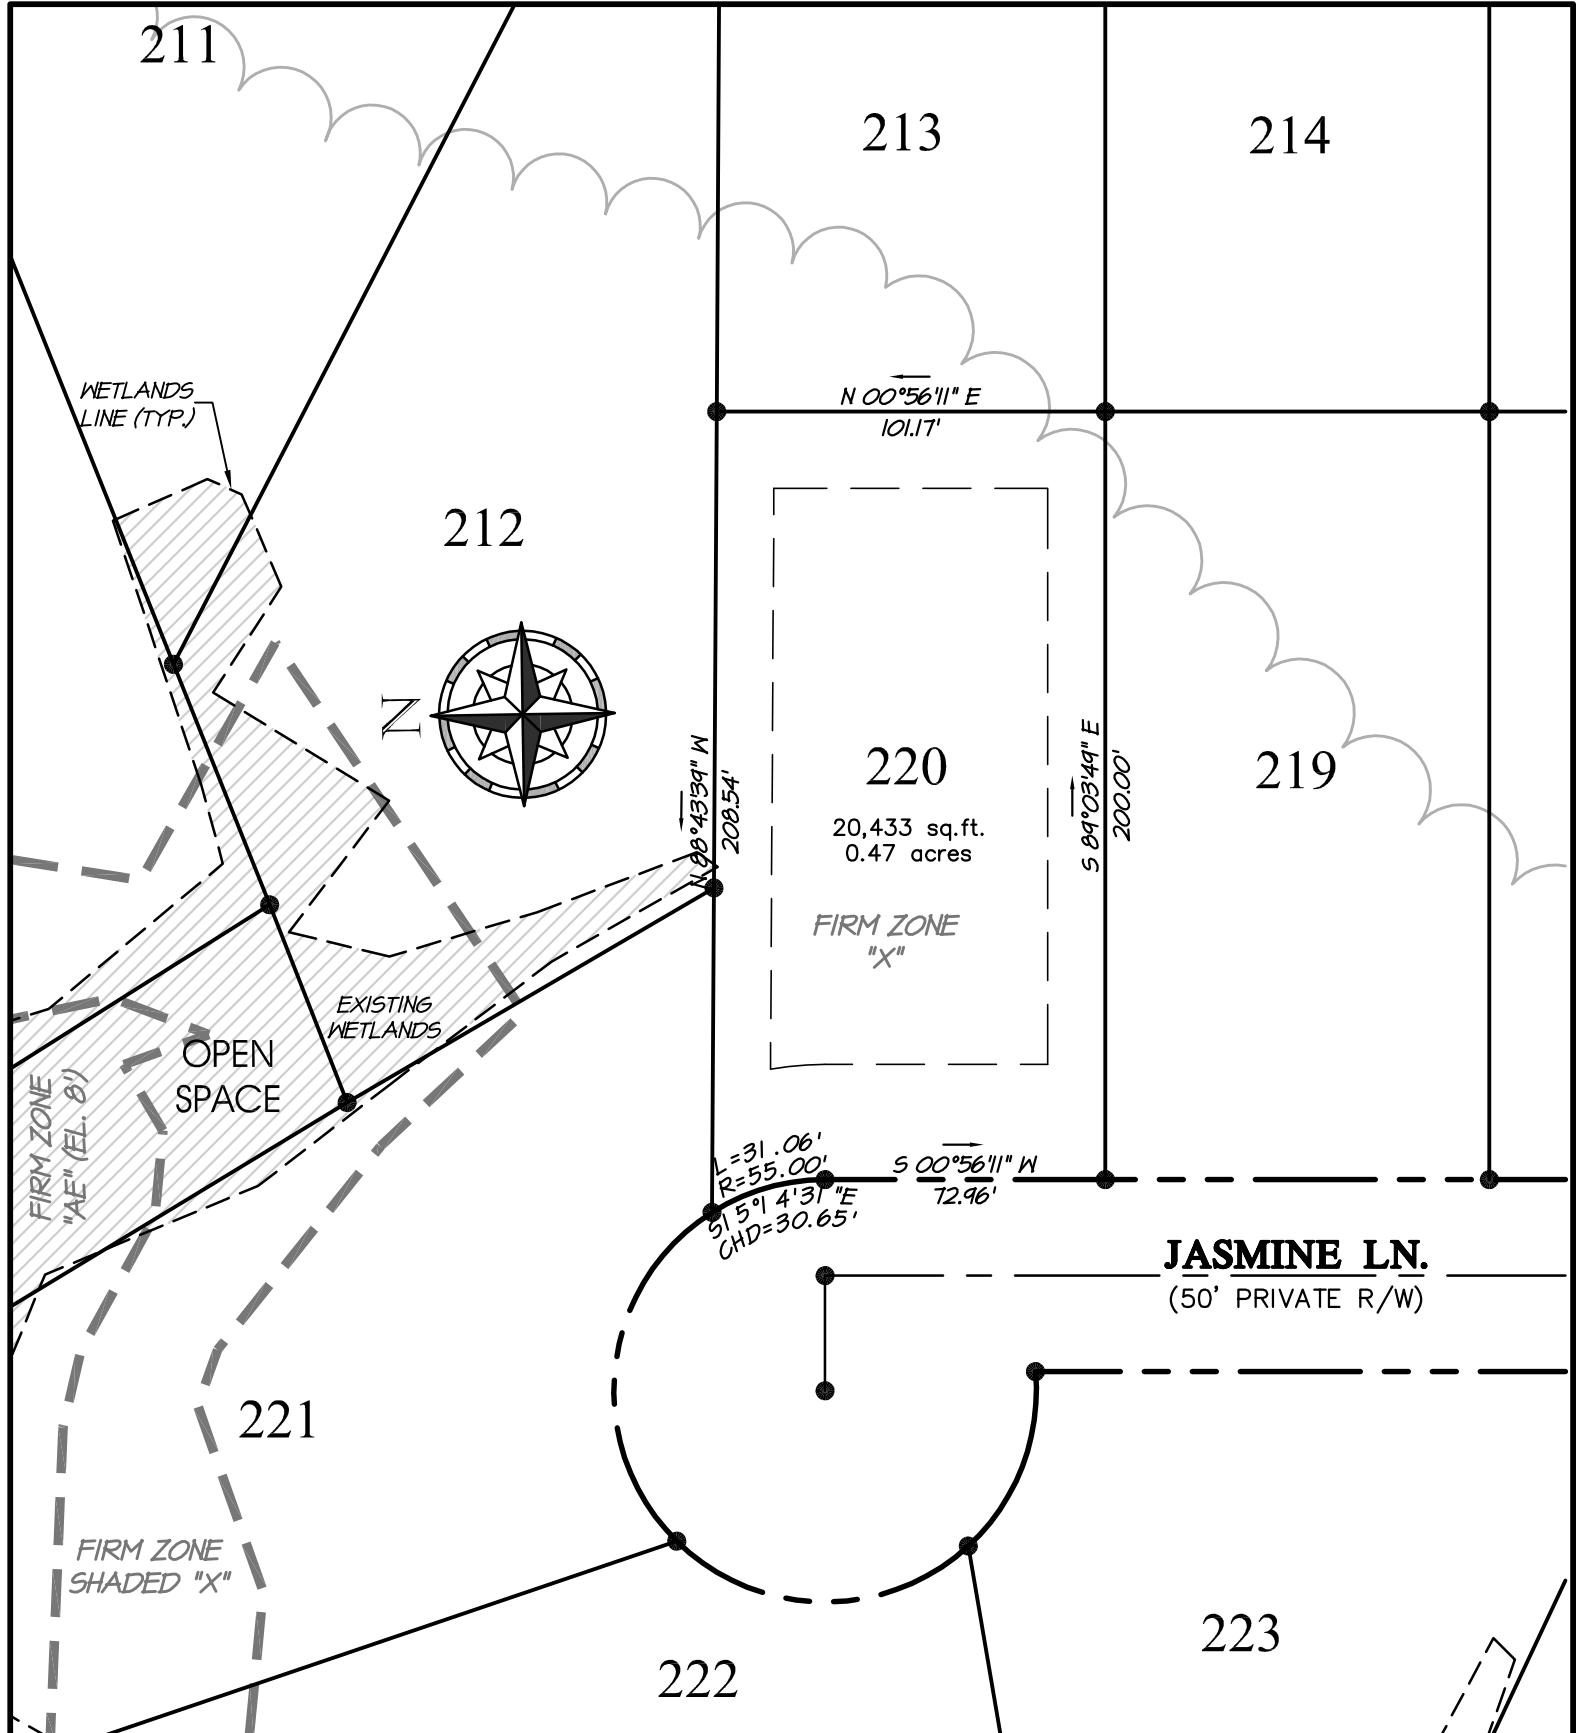 211
213
214
WETLANDS
LINE (TYP.)
N 00°56'11" E
101.17'
212
N
N 88°43'39" W
208.54'
220
20,433 sq.ft.
0.47 acres
FIRM ZONE
"X"
S 89°03'49" E
200.00'
219
EXISTING
WETLANDS
OPEN
SPACE
FIRM ZONE
"AE" (EL. 8')
L=31.06'
R=55.00'
S15°14'31"E
CHD=30.65'
S 00°56'11" W
72.96'
JASMINE LN.
(50' PRIVATE R/W)
221
FIRM ZONE
SHADED "X"
222
223